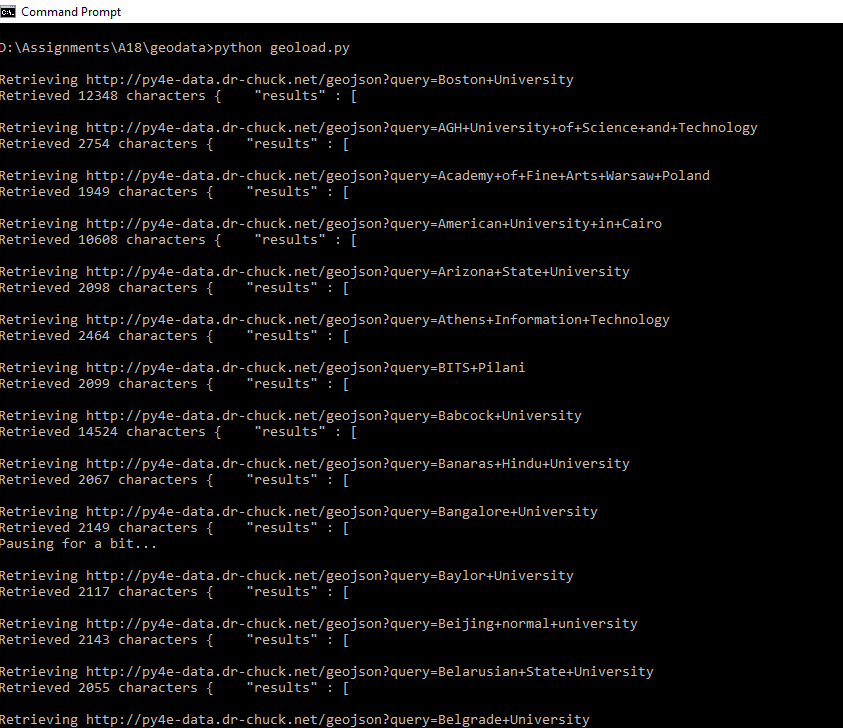 Command Prompt
D:\Assignments\A18\geodata>python geoload.py
Retrieving http://py4e-data.dr-chuck.net/geojson?query=Boston+University
Retrieved 12348 characters {    "results" : [
Retrieving http://py4e-data.dr-chuck.net/geojson?query=AGH+University+of+Science+and+Technology
Retrieved 2754 characters {    "results" : [
Retrieving http://py4e-data.dr-chuck.net/geojson?query=Academy+of+Fine+Arts+Warsaw+Poland
Retrieved 1949 characters {    "results" : [
Retrieving http://py4e-data.dr-chuck.net/geojson?query=American+University+in+Cairo
Retrieved 10608 characters {    "results" : [
Retrieving http://py4e-data.dr-chuck.net/geojson?query=Arizona+State+University
Retrieved 2098 characters {    "results" : [
Retrieving http://py4e-data.dr-chuck.net/geojson?query=Athens+Information+Technology
Retrieved 2464 characters {    "results" : [
Retrieving http://py4e-data.dr-chuck.net/geojson?query=BITS+Pilani
Retrieved 2099 characters {    "results" : [
Retrieving http://py4e-data.dr-chuck.net/geojson?query=Babcock+University
Retrieved 14524 characters {    "results" : [
Retrieving http://py4e-data.dr-chuck.net/geojson?query=Banaras+Hindu+University
Retrieved 2067 characters {    "results" : [
Retrieving http://py4e-data.dr-chuck.net/geojson?query=Bangalore+University
Retrieved 2149 characters {    "results" : [
Pausing for a bit...
Retrieving http://py4e-data.dr-chuck.net/geojson?query=Baylor+University
Retrieved 2117 characters {    "results" : [
Retrieving http://py4e-data.dr-chuck.net/geojson?query=Beijing+normal+university
Retrieved 2143 characters {    "results" : [
Retrieving http://py4e-data.dr-chuck.net/geojson?query=Belarusian+State+University
Retrieved 2055 characters {    "results" : [
Retrieving http://py4e-data.dr-chuck.net/geojson?query=Belgrade+University